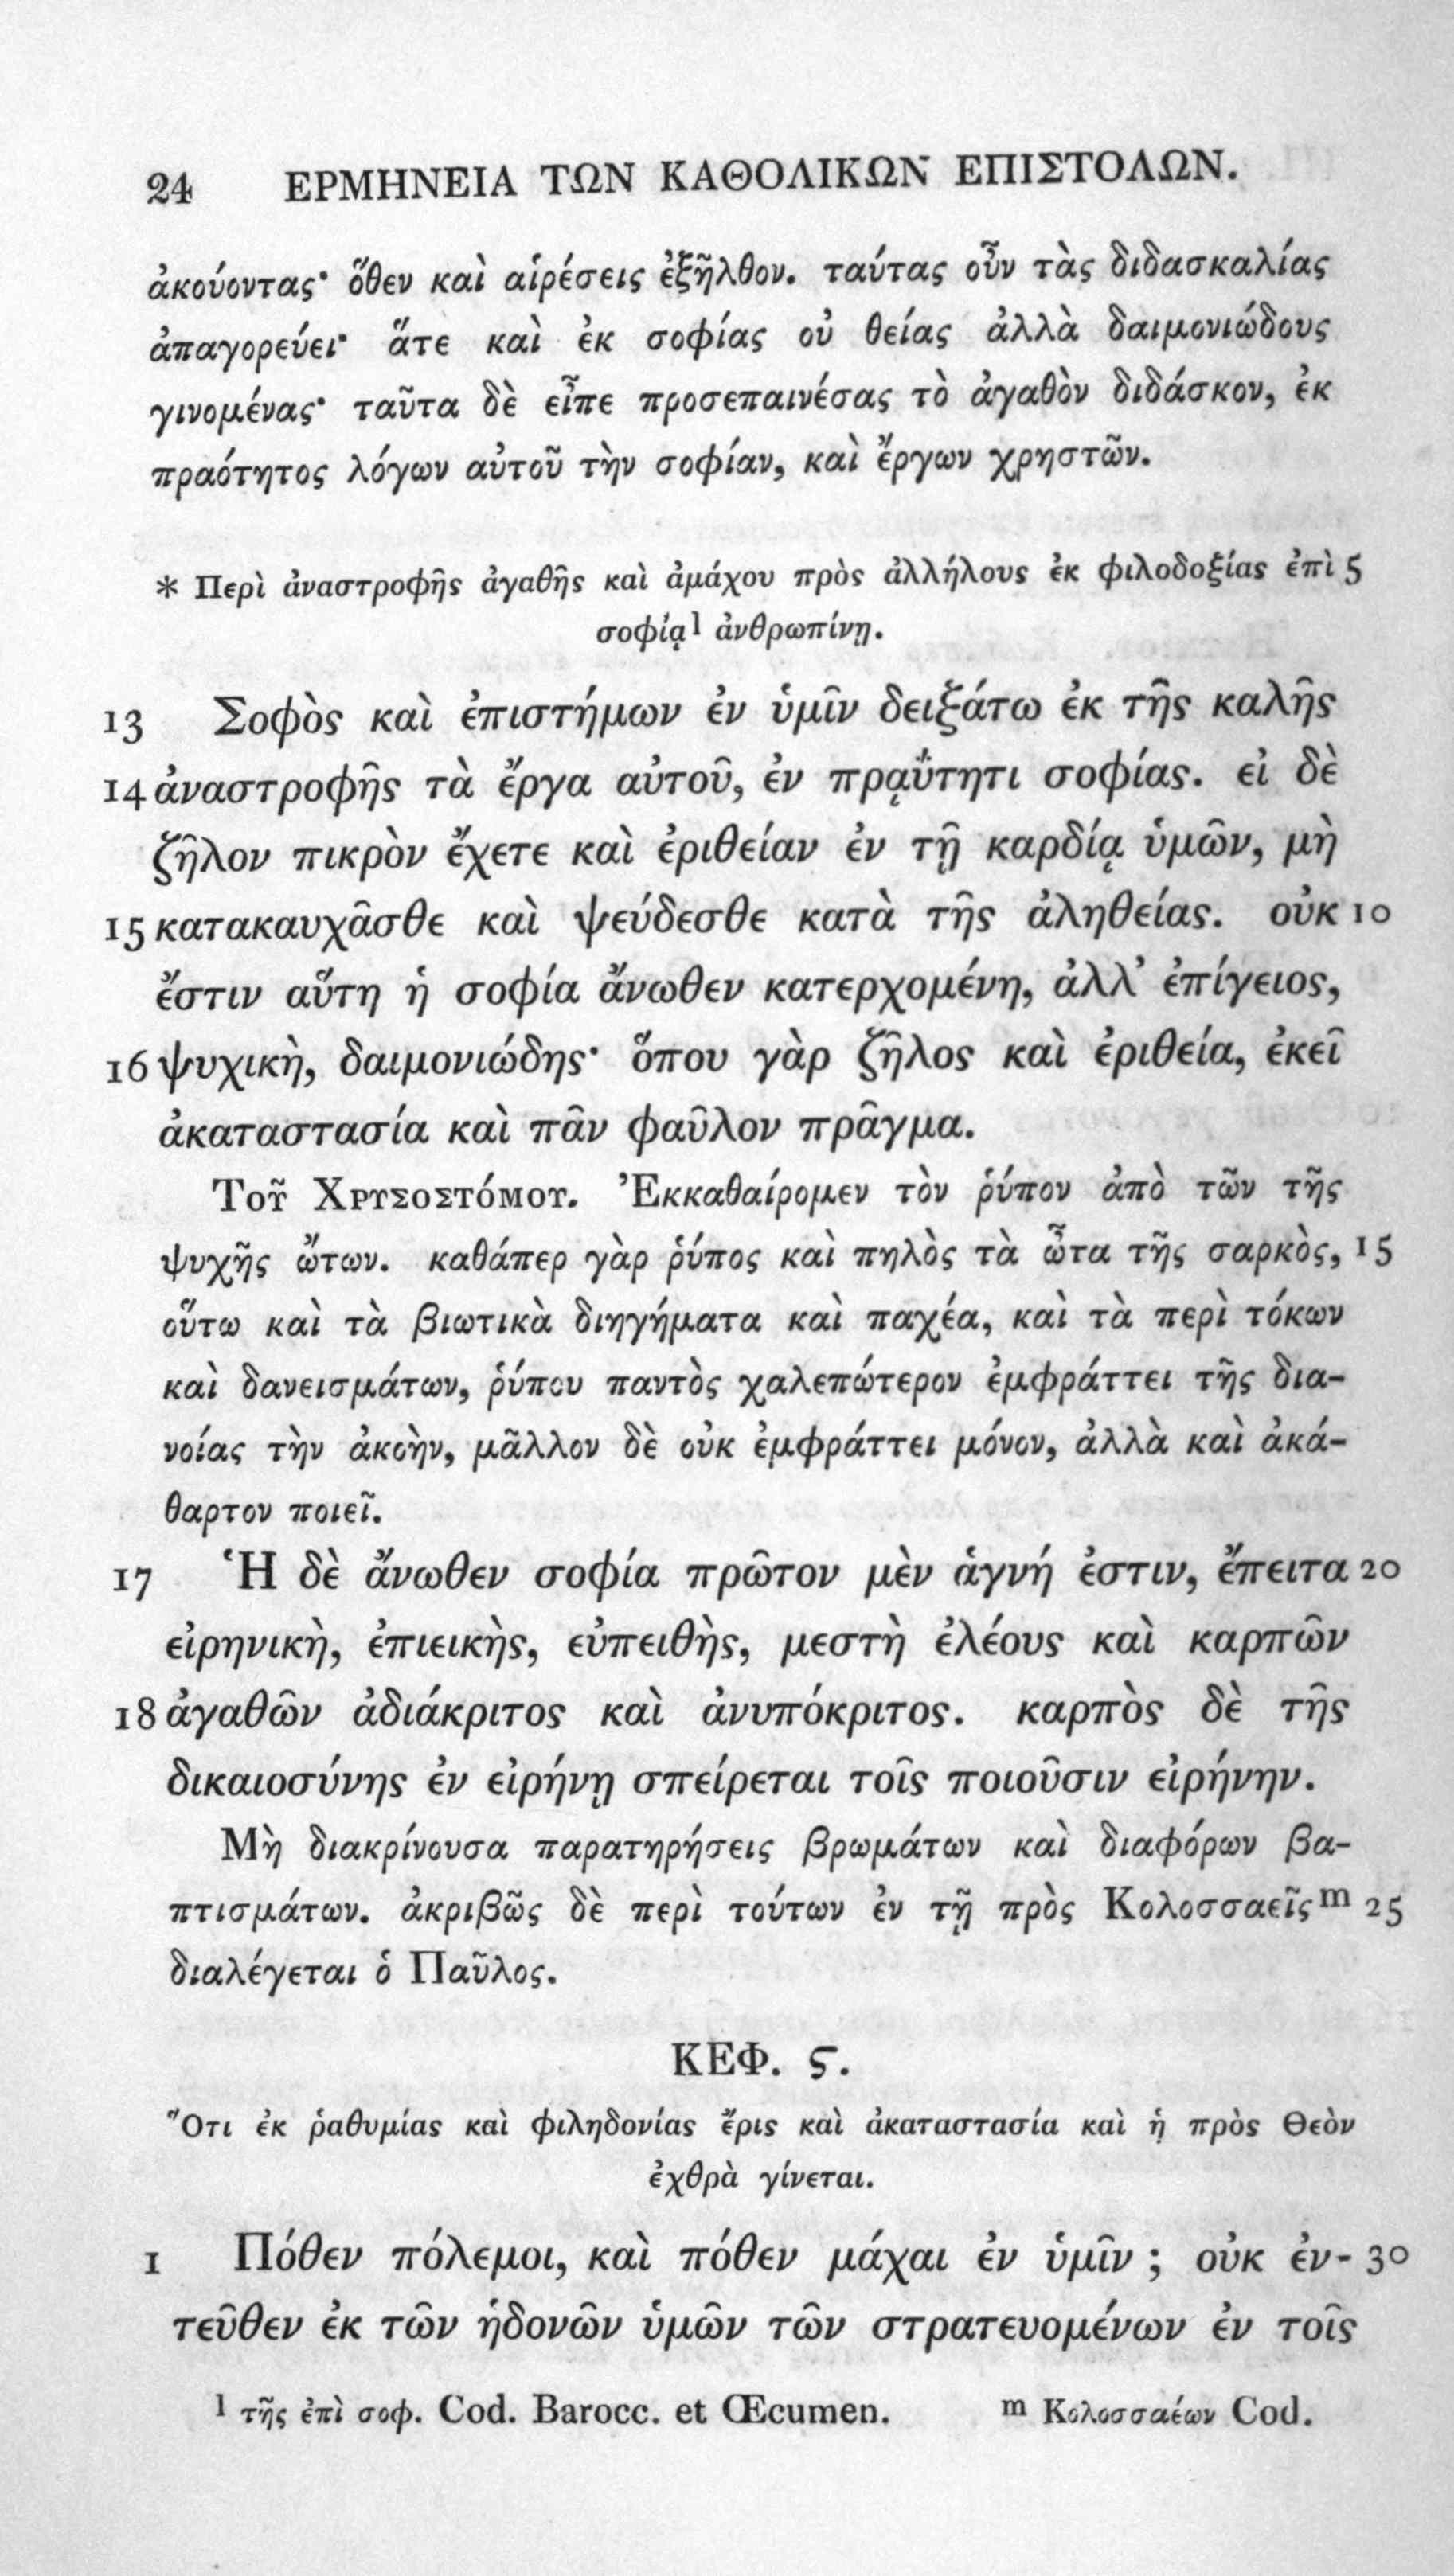 24 ΕΡΜΗΝΕΙΑ ΤΩΝ ΚΑΘΟΛΙΚΩΝ ΕΠΙΣΤΟΛΩΝ.
ἀκούοντας· ὅθεν καὶ αἱρέσεις ἐξῆλθον. ταύτας οὖν τὰς διδασκαλίας
ἀπαγορεύει· ἅτε καὶ ἐκ σοφίας οὐ θείας ἀλλὰ δαιμονιώδους
γινομένας· ταῦτα δὲ εἶπε προσεπαινέσας τὸ ἀγαθὸν διδάσκον, ἐκ
πραότητος λόγων αὐτοῦ τὴν σοφίαν, καὶ ἔργων χρηστῶν.
* Περὶ ἀναστροφῆς ἀγαθῆς καὶ ἀμάχου πρὸς ἀλλήλους ἐκ φιλοδοξίας ἐπὶ 5
σοφίᾳ l ἀνθρωπίνῃ.
13 Σοφὸς καὶ ἐπιστήμων ἐν ὑμῖν δειξάτω ἐκ τῆς καλῆς
14 ἀναστροφῆς τὰ ἔργα αὐτοῦ, ἐν πρᾳΰτητι σοφίας. εἰ δὲ
ζῆλον πικρὸν ἔχετε καὶ ἐριθείαν ἐν τῇ καρδίᾳ ὑμῶν, μὴ
15 κατακαυχᾶσθε καὶ ψεύδεσθε κατὰ τῆς ἀληθείας. οὐκ 10
ἔστιν αὕτη ἡ σοφία ἄνωθεν κατερχομένη, ἀλλ’ ἐπίγειος,
16 ψυχικὴ, δαιμονιώδης· ὅπου γὰρ ζῆλος καὶ ἐριθεία, ἐκεῖ
ἀκαταστασία καὶ πᾶν φαῦλον πρᾶγμα.
Τοῦ Χρυσοστόμου. Ἐκκαθαίρομεν τὸν ῥύπον ἀπὸ τῶν τῆς
ψυχῆς ὤτων. καθάπερ γὰρ ῥύπος καὶ πηλὸς τὰ ὦτα τῆς σαρκὸς, 15
οὕτω καὶ τὰ βιωτικὰ διηγήματα καὶ παχέα, καὶ τὰ περὶ τόκων
καὶ δανεισμάτων, ῥύπου παντὸς χαλεπώτερον ἐμφράττει τῆς δια-
νοίας τὴν ἀκοὴν, μᾶλλον δὲ οὐκ ἐμφράττει μόνον, ἀλλὰ καὶ ἀκά-
θαρτον ποιεῖ.
17 Ἡ δὲ ἄνωθεν σοφία πρῶτον μὲν ἁγνή ἐστιν, ἔπειτα 20
εἰρηνικὴ, ἐπιεικὴς, εὐπειθὴς, μεστὴ ἐλέους καὶ καρπῶν
18 ἀγαθῶν ἀδιάκριτος καὶ ἀνυπόκριτος. καρπὸς δὲ τῆς
δικαιοσύνης ἐν εἰρήνῃ σπείρεται τοῖς ποιοῦσιν εἰρήνην.
Μὴ διακρίνουσα παρατηρήσεις βρωμάτων καὶ διαφόρων βα-
πτισμάτων. ἀκριβῶς δὲ περὶ τούτων ἐν τῇ πρὸς Κολοσσαεῖς m 25
διαλέγεται ὁ Παῦλος.
ΚΕΦ. ϛ.
Ὅτι ἐκ ῥαθυμίας καὶ φιληδονίας ἔρις καὶ ἀκαταστασία καὶ ἡ πρὸς Θεὸν
ἐχθρὰ γίνεται.
1 Πόθεν πόλεμοι, καὶ πόθεν μάχαι ἐν ὑμῖν ; οὐκ ἐν- 30
τεῦθεν ἐκ τῶν ἡδονῶν ὑμῶν τῶν στρατευομένων ἐν τοῖς
l τῆς ἐπὶ σοφ. Cod. Barocc. et Œcumen. m Κολοσσαέων Cod.